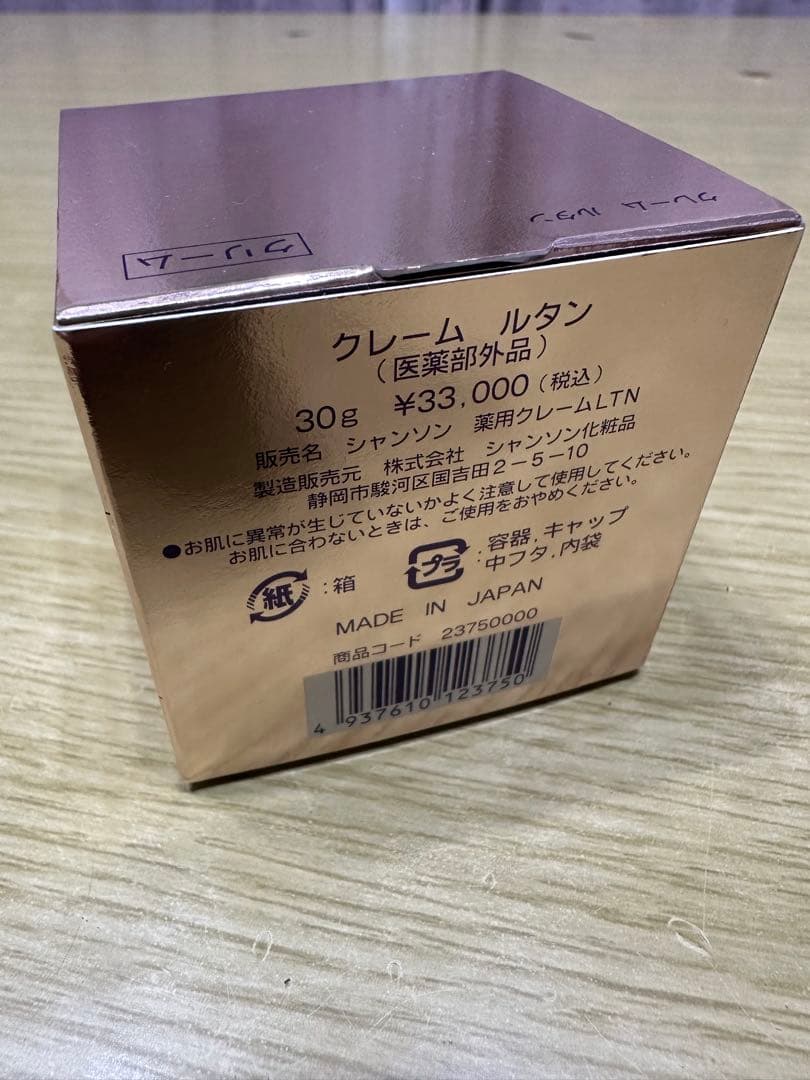 クリーム
クレーム ルタン
クレーム ルタン
（医薬部外品）
30g ¥33,000（税込）
販売名 シャンソン 薬用クレームLTN
製造販売元 株式会社 シャンソン化粧品
静岡市駿河区国吉田2-5-10
●お肌に異常が生じていないかよく注意して使用してください。
お肌に合わないときは、ご使用をおやめください。
紙 :箱
プラ :容器,キャップ
中フタ,内袋
MADE IN JAPAN
商品コード 23750000
4 937610 123750